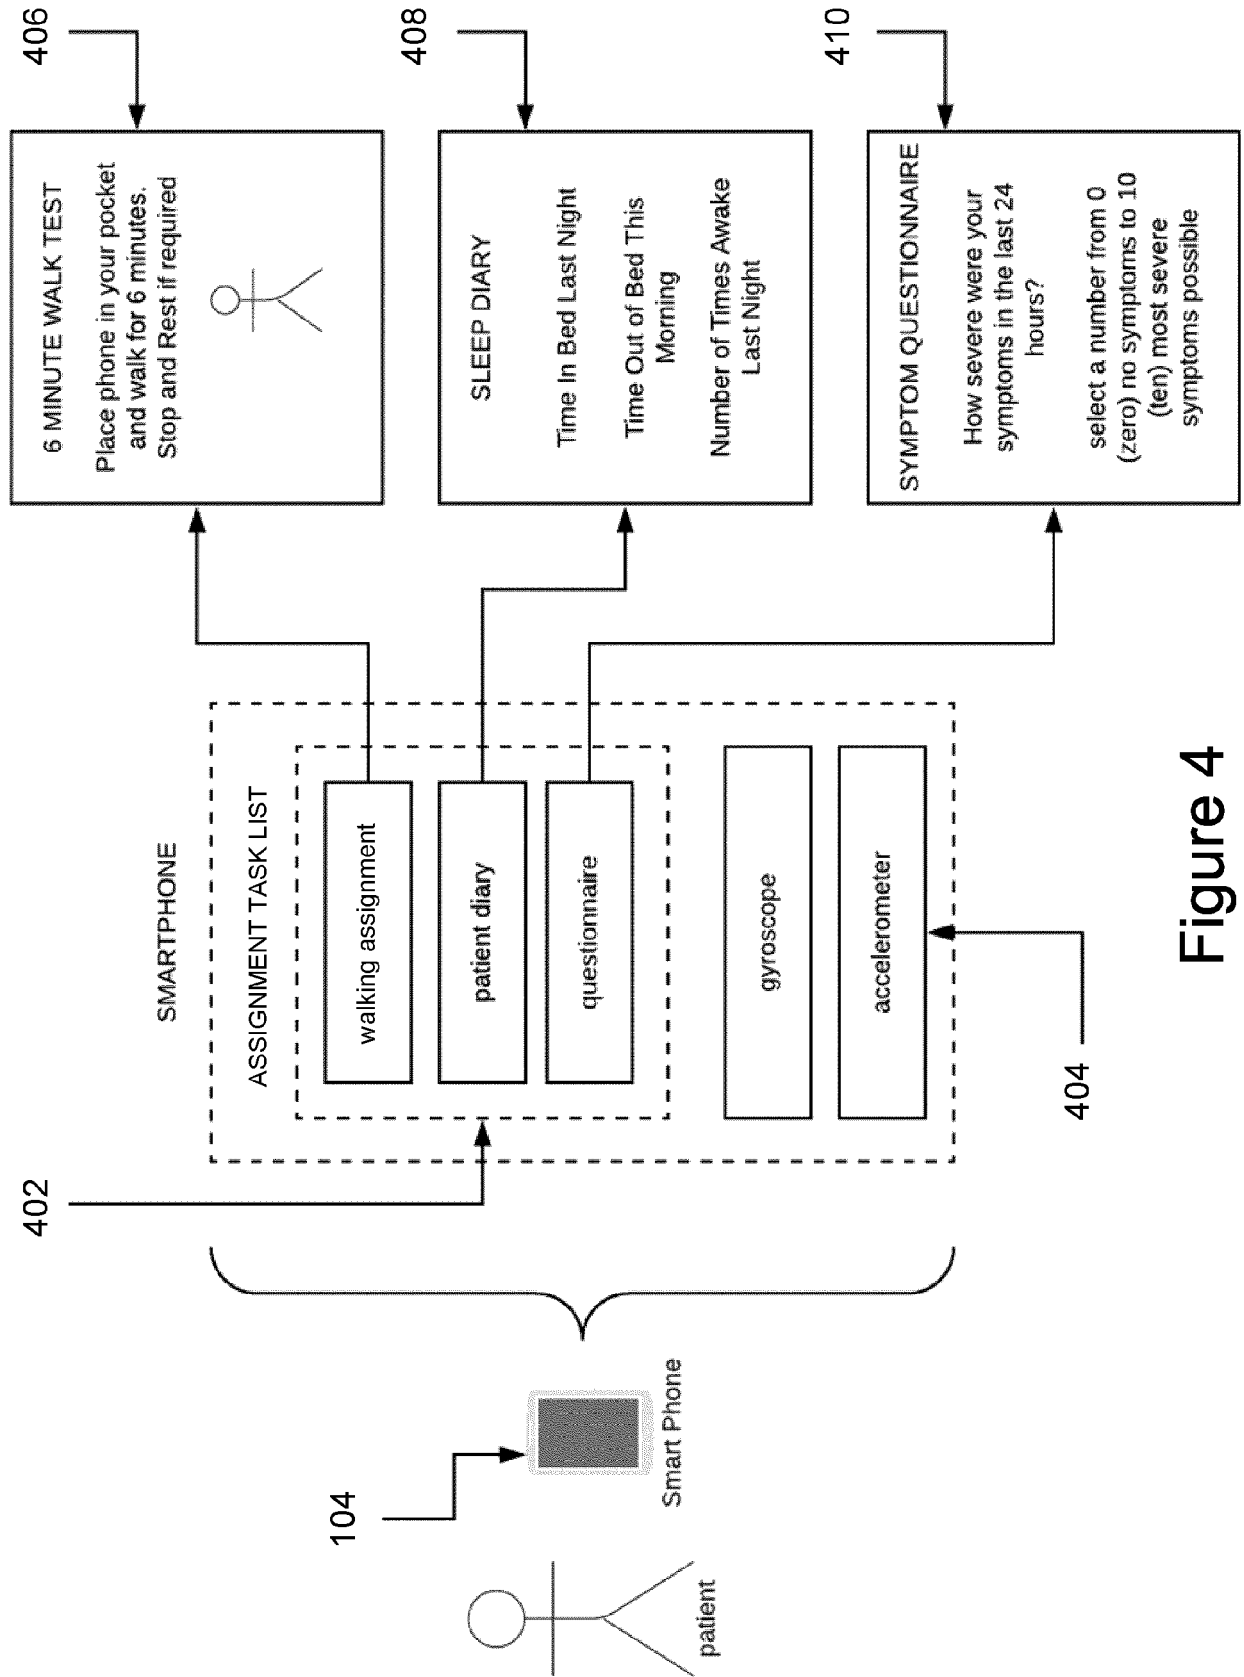 patient
104
Smart Phone
402
SMARTPHONE
ASSIGNMENT TASK LIST
walking assignment
patient diary
questionnaire
gyroscope
accelerometer
404
406
6 MINUTE WALK TEST
Place phone in your pocket
and walk for 6 minutes.
Stop and Rest if required
408
SLEEP DIARY
Time In Bed Last Night
Time Out of Bed This
Morning
Number of Times Awake
Last Night
410
SYMPTOM QUESTIONNAIRE
How severe were your
symptoms in the last 24
hours?
select a number from 0
(zero) no symptoms to 10
(ten) most severe
symptoms possible
Figure 4